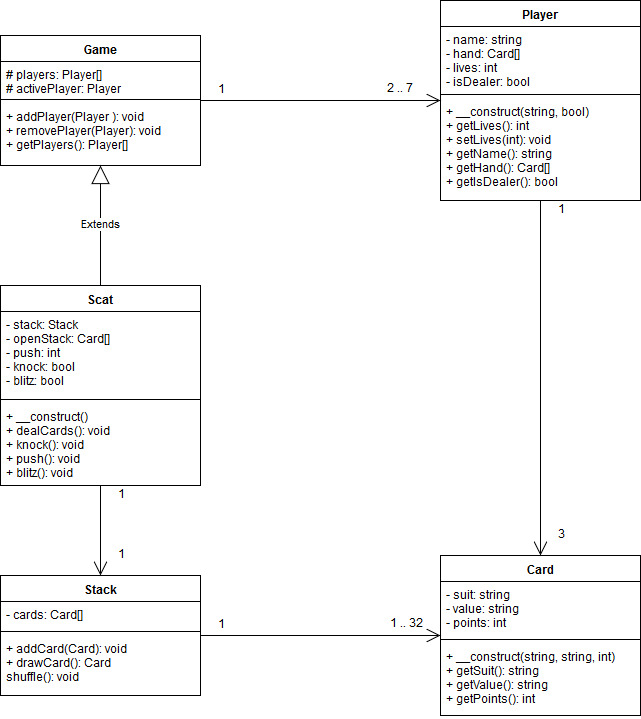 Game
# players: Player[]
# activePlayer: Player
+ addPlayer(Player ): void
+ removePlayer(Player): void
+ getPlayers(): Player[]
1
2 .. 7
Player
- name: string
- hand: Card[]
- lives: int
- isDealer: bool
+ __construct(string, bool)
+ getLives(): int
+ setLives(int): void
+ getName(): string
+ getHand(): Card[]
+ getIsDealer(): bool
Extends
1
3
Scat
- stack: Stack
- openStack: Card[]
- push: int
- knock: bool
- blitz: bool
+ __construct()
+ dealCards(): void
+ knock(): void
+ push(): void
+ blitz(): void
1
1
Stack
- cards: Card[]
+ addCard(Card): void
+ drawCard(): Card
shuffle(): void
1
1 .. 32
Card
- suit: string
- value: string
- points: int
+ __construct(string, string, int)
+ getSuit(): string
+ getValue(): string
+ getPoints(): int